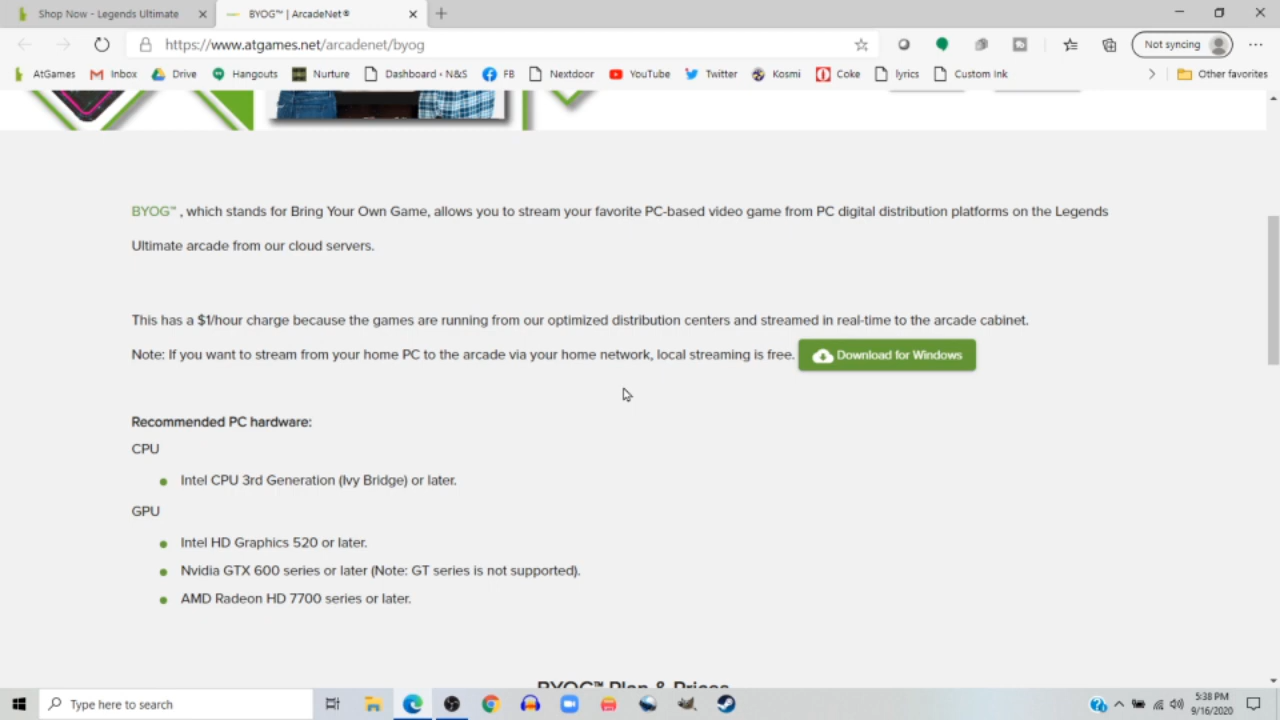 Shop Now - Legends Ultimate
BYOG™ | ArcadeNet®
https://www.atgames.net/arcadenet/byog
Not syncing
AtGames
Inbox
Drive
Hangouts
Nurture
Dashboard - N&S
FB
Nextdoor
YouTube
Twitter
Kosmi
Coke
lyrics
Custom Ink
Other favorites
BYOG™ , which stands for Bring Your Own Game, allows you to stream your favorite PC-based video game from PC digital distribution platforms on the Legends
Ultimate arcade from our cloud servers.
This has a $1/hour charge because the games are running from our optimized distribution centers and streamed in real-time to the arcade cabinet.
Note: If you want to stream from your home PC to the arcade via your home network, local streaming is free. Download for Windows
Recommended PC hardware:
CPU
Intel CPU 3rd Generation (Ivy Bridge) or later.
GPU
Intel HD Graphics 520 or later.
Nvidia GTX 600 series or later (Note: GT series is not supported).
AMD Radeon HD 7700 series or later.
BYOG™ Plan & Prices
Type here to search
5:38 PM
9/16/2020